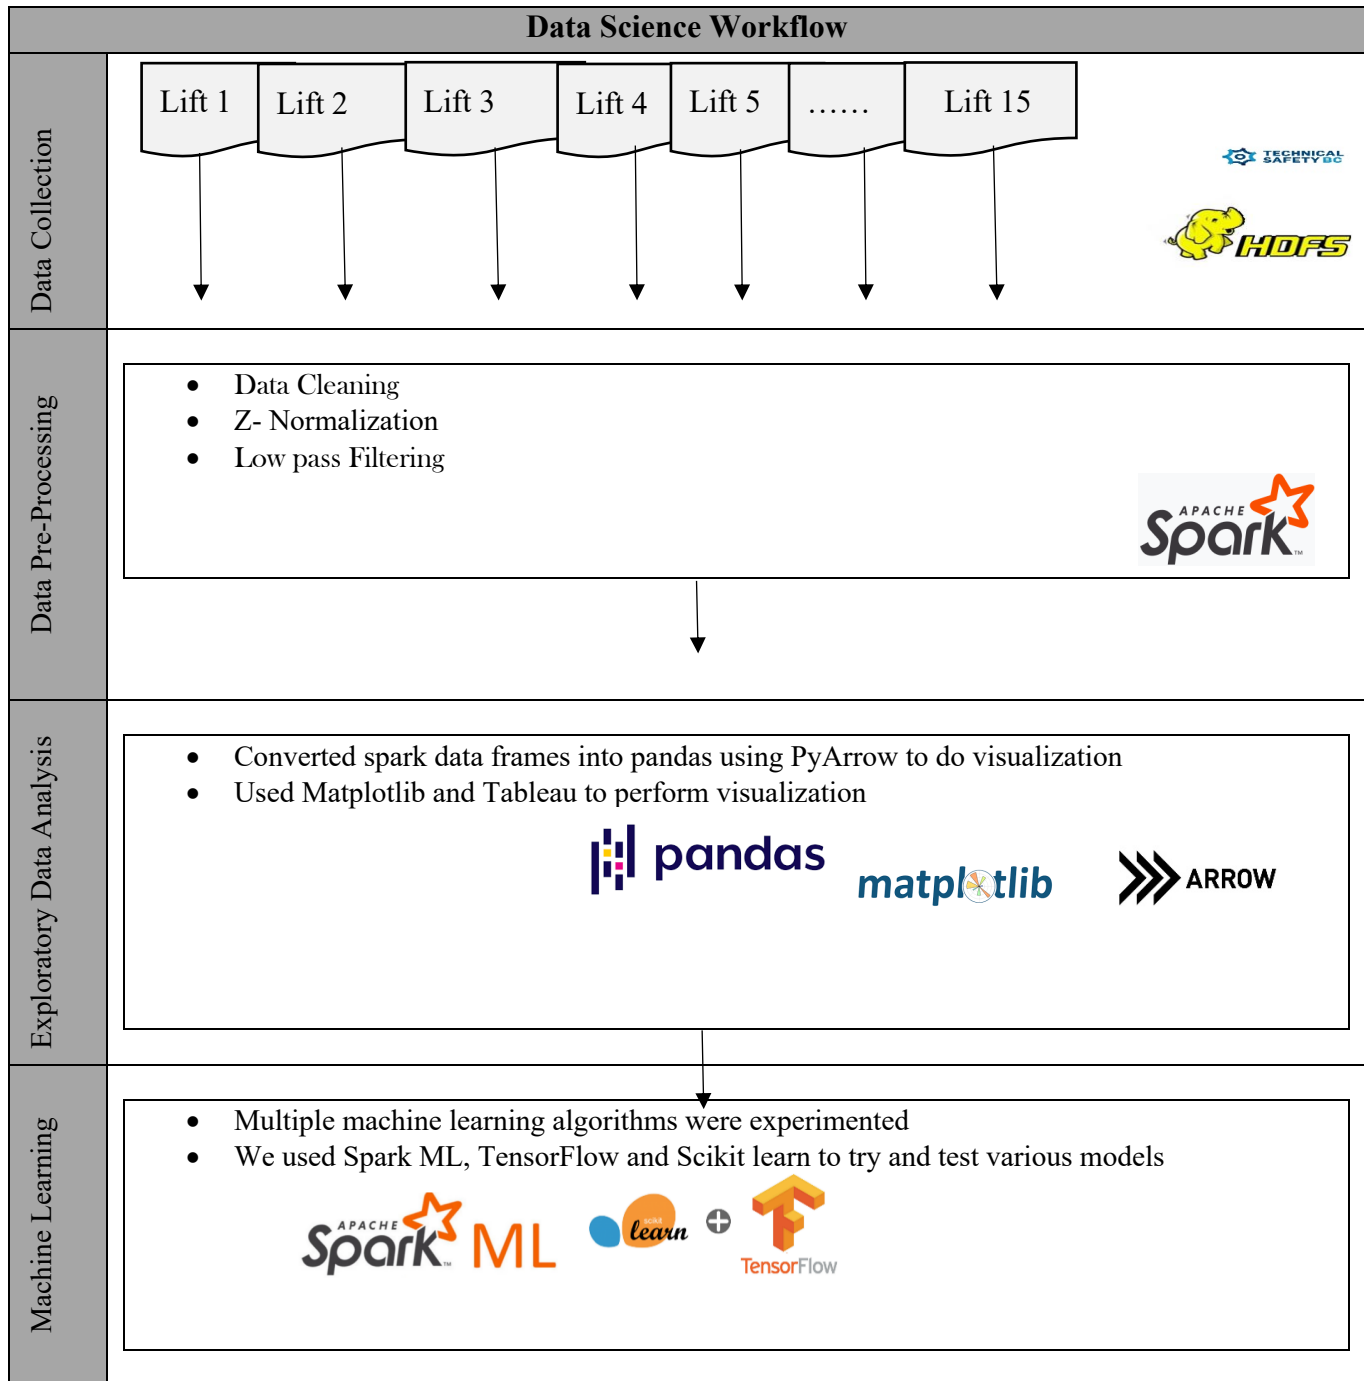 Data Science Workflow
Data Collection
Lift 1
Lift 2
Lift 3
Lift 4
Lift 5
......
Lift 15
TECHNICAL
SAFETY BC
HDFS
Data Pre-Processing
• Data Cleaning
• Z- Normalization
• Low pass Filtering
APACHE
Spark™
Exploratory Data Analysis
• Converted spark data frames into pandas using PyArrow to do visualization
• Used Matplotlib and Tableau to perform visualization
pandas
matplotlib
ARROW
Machine Learning
• Multiple machine learning algorithms were experimented
• We used Spark ML, TensorFlow and Scikit learn to try and test various models
APACHE
Spark™ ML
scikit
learn
TensorFlow